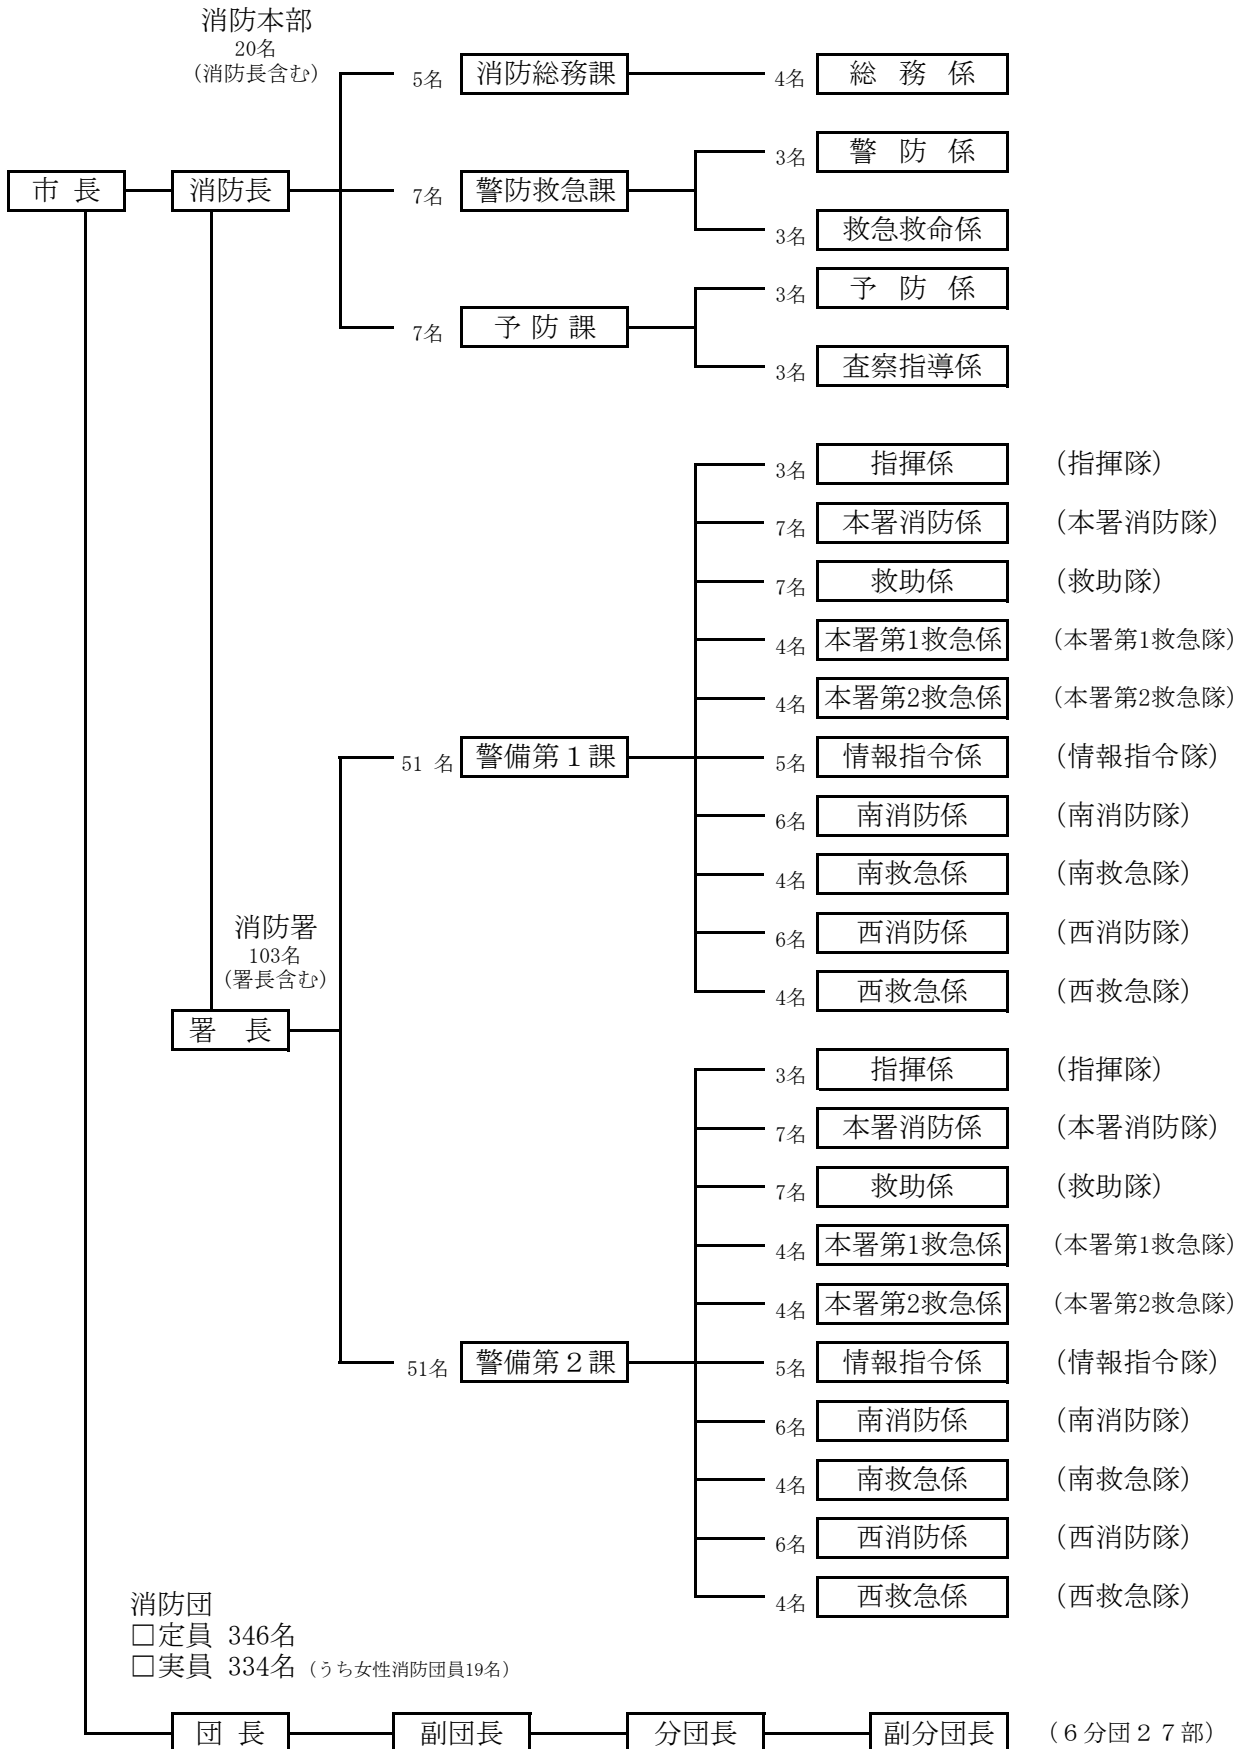 消防本部
20名
(消防長含む)
5名 消防総務課 4名 総務係
3名 警防係
市長 消防長 7名 警防救急課
3名 救急救命係
3名 予防係
7名 予防課
3名 査察指導係
3名 指揮係 (指揮隊)
7名 本署消防係 (本署消防隊)
7名 救助係 (救助隊)
4名 本署第1救急係 (本署第1救急隊)
4名 本署第2救急係 (本署第2救急隊)
51 名 警備第1課 5名 情報指令係 (情報指令隊)
6名 南消防係 (南消防隊)
4名 南救急係 (南救急隊)
消防署
103名
(署長含む)
6名 西消防係 (西消防隊)
4名 西救急係 (西救急隊)
署長
3名 指揮係 (指揮隊)
7名 本署消防係 (本署消防隊)
7名 救助係 (救助隊)
4名 本署第1救急係 (本署第1救急隊)
4名 本署第2救急係 (本署第2救急隊)
51名 警備第2課 5名 情報指令係 (情報指令隊)
6名 南消防係 (南消防隊)
4名 南救急係 (南救急隊)
6名 西消防係 (西消防隊)
4名 西救急係 (西救急隊)
消防団
□定員 346名
□実員 334名 (うち女性消防団員19名)
団長 副団長 分団長 副分団長 (6分団27部)